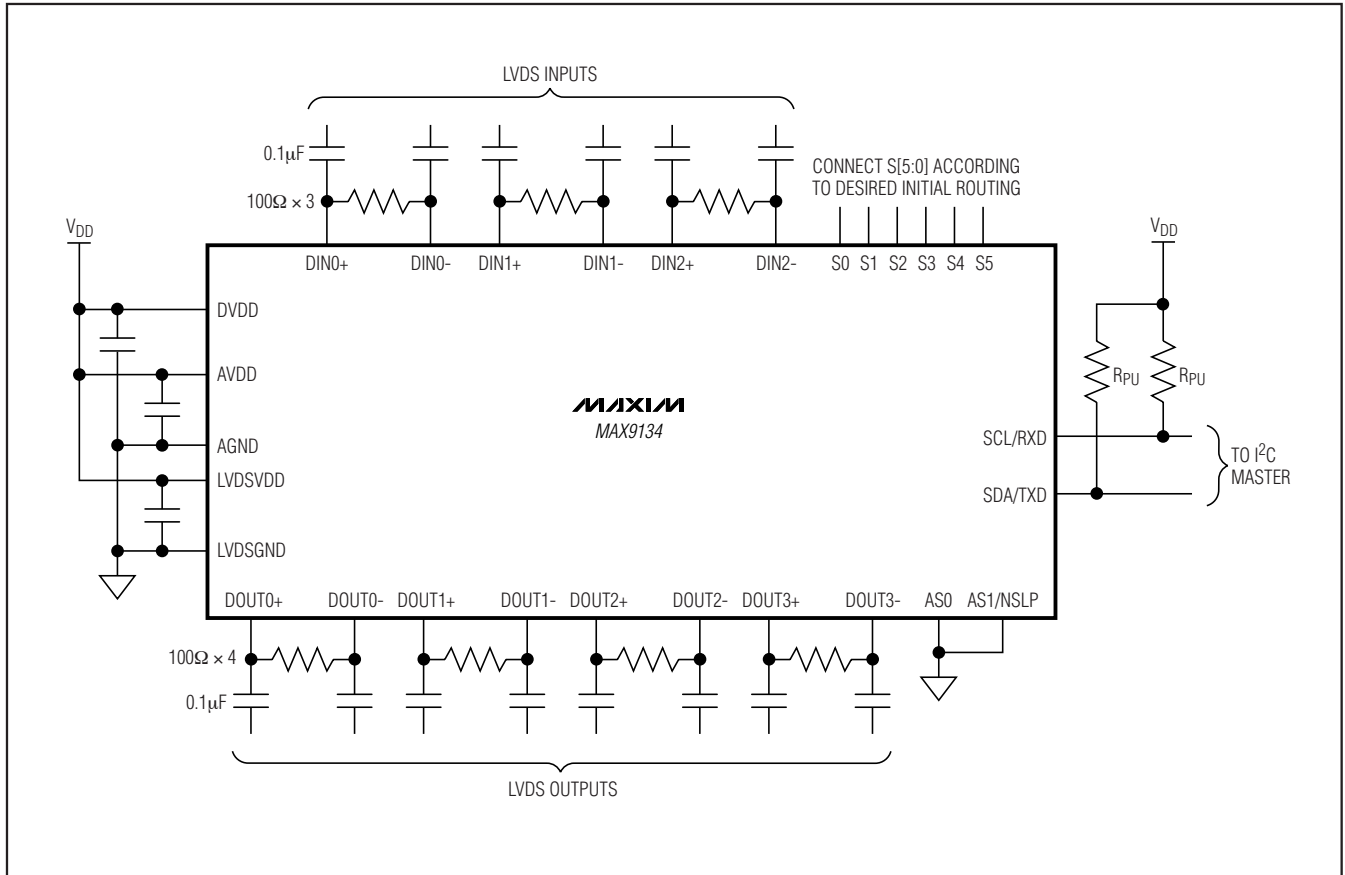 LVDS INPUTS
0.1μF
100Ω × 3
CONNECT S[5:0] ACCORDING
TO DESIRED INITIAL ROUTING
VDD
VDD
DIN0+ DIN0- DIN1+ DIN1- DIN2+ DIN2- S0 S1 S2 S3 S4 S5
DVDD
AVDD
AGND
LVDSVDD
LVDSGND
MAXIM
MAX9134
RPU RPU
SCL/RXD
SDA/TXD
TO I²C
MASTER
DOUT0+ DOUT0- DOUT1+ DOUT1- DOUT2+ DOUT2- DOUT3+ DOUT3- AS0 AS1/NSLP
100Ω × 4
0.1μF
LVDS OUTPUTS